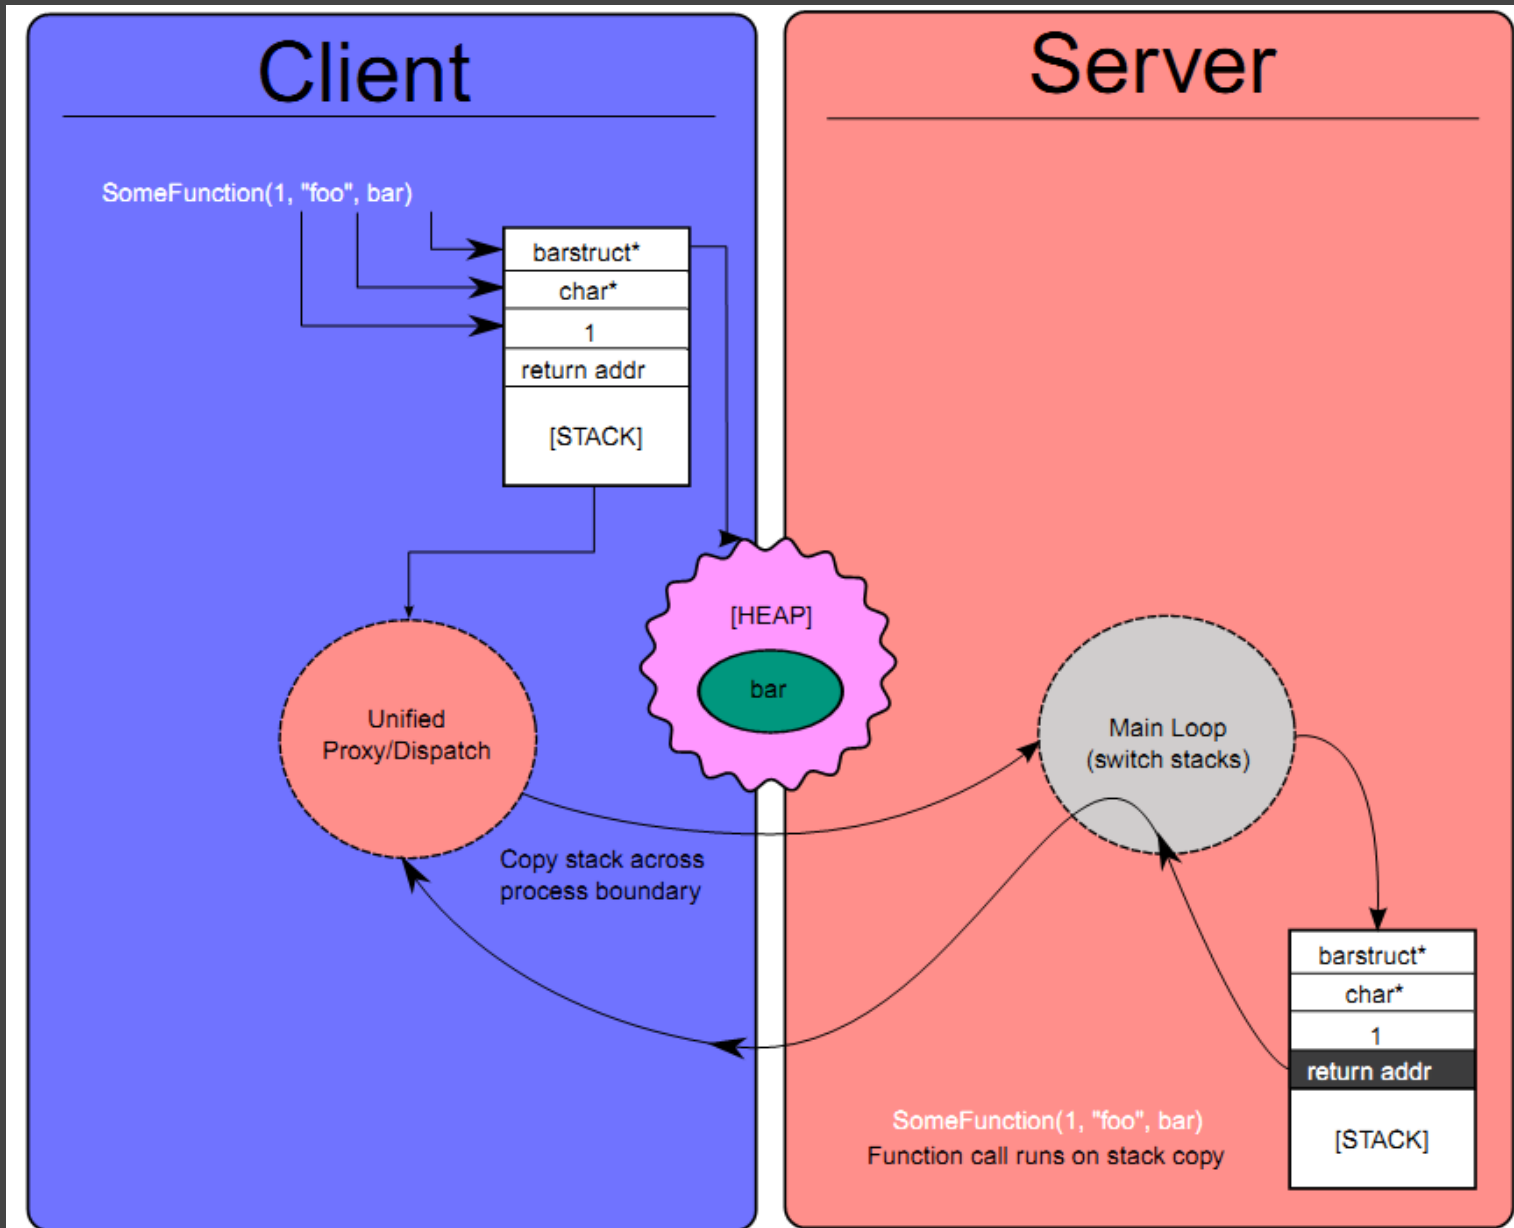 Client
SomeFunction(1, "foo", bar)
barstruct*
char*
1
return addr
[STACK]
Unified
Proxy/Dispatch
Copy stack across
process boundary
[HEAP]
bar
Server
Main Loop
(switch stacks)
barstruct*
char*
1
return addr
[STACK]
SomeFunction(1, "foo", bar)
Function call runs on stack copy